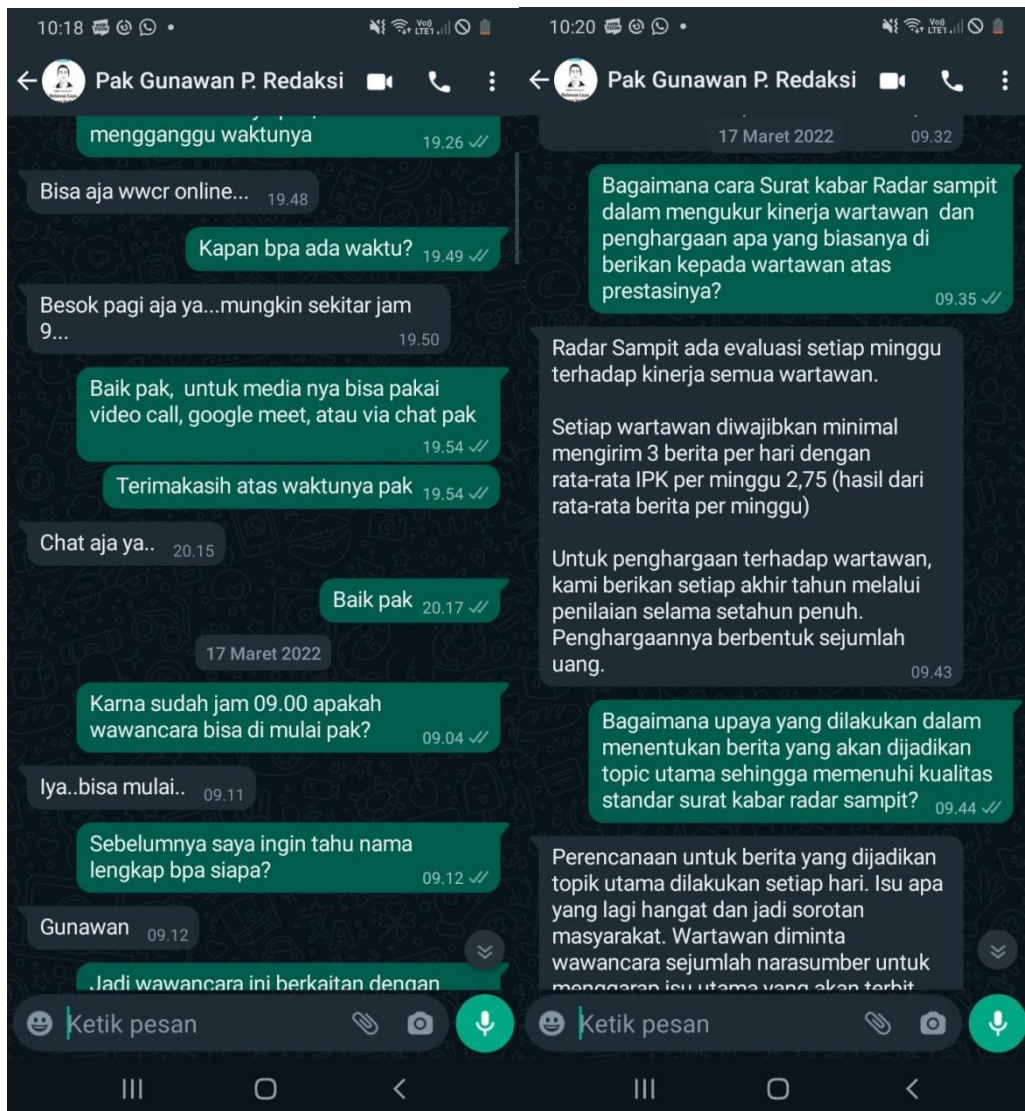 10:18
Pak Gunawan P. Redaksi
mengganggu waktunya
19.26
Bisa aja wwcr online... 19.48
Kapan bpa ada waktu? 19.49
Besok pagi aja ya...mungkin sekitar jam
9...
19.50
Baik pak, untuk media nya bisa pakai
video call, google meet, atau via chat pak
19.54
Terimakasih atas waktunya pak 19.54
Chat aja ya.. 20.15
Baik pak 20.17
17 Maret 2022
Karna sudah jam 09.00 apakah
wawancara bisa di mulai pak?
09.04
Iya..bisa mulai.. 09.11
Sebelumnya saya ingin tahu nama
lengkap bpa siapa?
09.12
Gunawan 09.12
Jadi wawancara ini berkaitan dengan
Ketik pesan
10:20
Pak Gunawan P. Redaksi
17 Maret 2022
09.32
Bagaimana cara Surat kabar Radar sampit
dalam mengukur kinerja wartawan dan
penghargaan apa yang biasanya di
berikan kepada wartawan atas
prestasinya?
09.35
Radar Sampit ada evaluasi setiap minggu
terhadap kinerja semua wartawan.
Setiap wartawan diwajibkan minimal
mengirim 3 berita per hari dengan
rata-rata IPK per minggu 2,75 (hasil dari
rata-rata berita per minggu)
Untuk penghargaan terhadap wartawan,
kami berikan setiap akhir tahun melalui
penilaian selama setahun penuh.
Penghargaannya berbentuk sejumlah
uang.
09.43
Bagaimana upaya yang dilakukan dalam
menentukan berita yang akan dijadikan
topic utama sehingga memenuhi kualitas
standar surat kabar radar sampit? 09.44
Perencanaan untuk berita yang dijadikan
topik utama dilakukan setiap hari. Isu apa
yang lagi hangat dan jadi sorotan
masyarakat. Wartawan diminta
wawancara sejumlah narasumber untuk
menggarap isu utama yang akan terbit
Ketik pesan